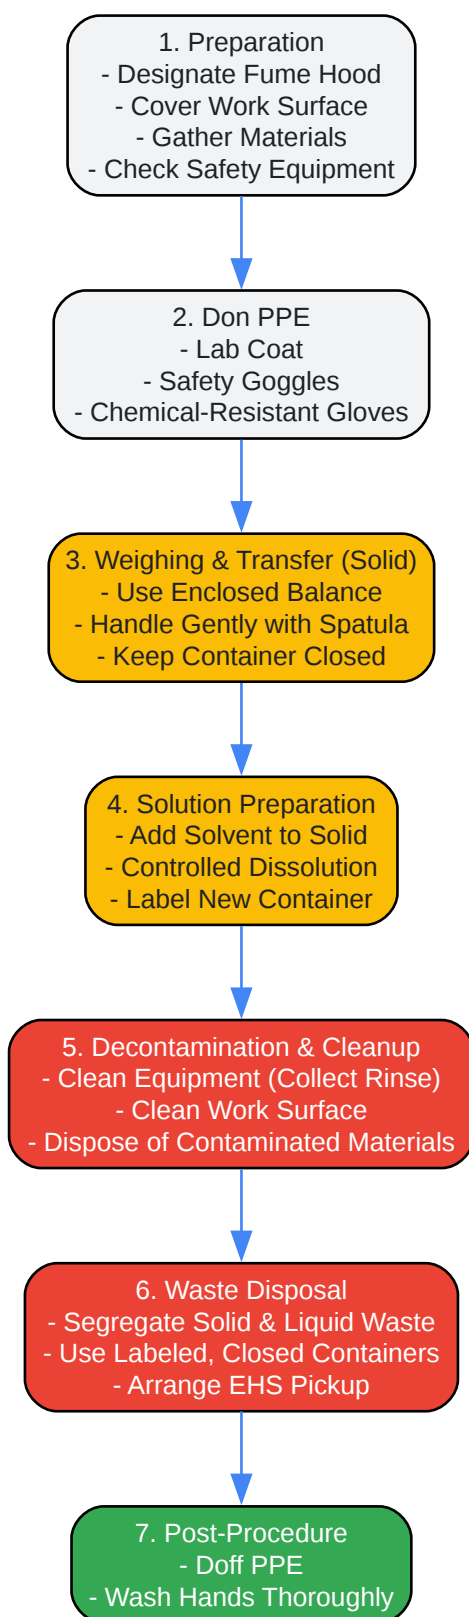 1. Preparation
- Designate Fume Hood
- Cover Work Surface
- Gather Materials
- Check Safety Equipment
2. Don PPE
- Lab Coat
- Safety Goggles
- Chemical-Resistant Gloves
3. Weighing & Transfer (Solid)
- Use Enclosed Balance
- Handle Gently with Spatula
- Keep Container Closed
4. Solution Preparation
- Add Solvent to Solid
- Controlled Dissolution
- Label New Container
5. Decontamination & Cleanup
- Clean Equipment (Collect Rinse)
- Clean Work Surface
- Dispose of Contaminated Materials
6. Waste Disposal
- Segregate Solid & Liquid Waste
- Use Labeled, Closed Containers
- Arrange EHS Pickup
7. Post-Procedure
- Doff PPE
- Wash Hands Thoroughly